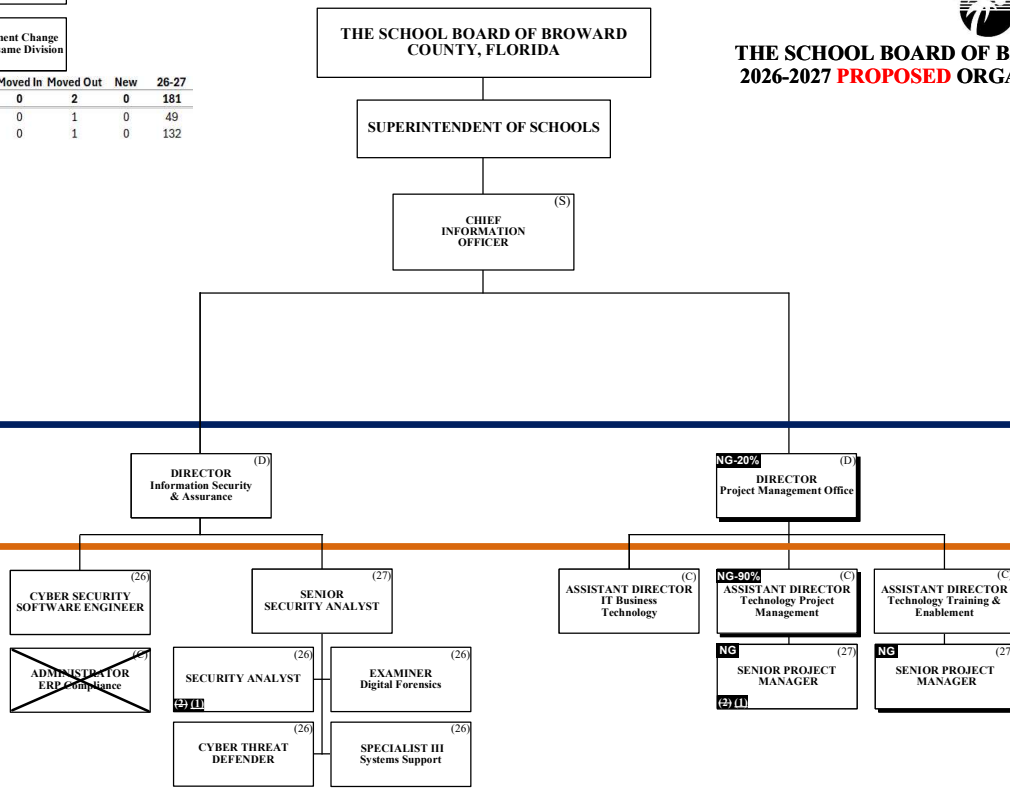 THE SCHOOL BOARD OF BROWARD
COUNTY, FLORIDA
THE SCHOOL BOARD OF B
2026-2027 PROPOSED ORGA
ent Change
ame Division
Moved In Moved Out New 26-27
0 2 0 181
0 1 0 49
0 1 0 132
SUPERINTENDENT OF SCHOOLS
(S)
CHIEF
INFORMATION
OFFICER
(D)
DIRECTOR
Information Security
& Assurance
NG-20% (D)
DIRECTOR
Project Management Office
(26)
CYBER SECURITY
SOFTWARE ENGINEER
(27)
SENIOR
SECURITY ANALYST
(C)
ASSISTANT DIRECTOR
IT Business
Technology
NG-90% (C)
ASSISTANT DIRECTOR
Technology Project
Management
(C
ASSISTANT DIRECTOR
Technology Training &
Enablement
(C)
ADMINISTRATOR
ERP Compliance
(26)
SECURITY ANALYST
(2) (1)
(26)
EXAMINER
Digital Forensics
NG (27)
SENIOR PROJECT
MANAGER
(2) (1)
NG (27
SENIOR PROJECT
MANAGER
(26)
CYBER THREAT
DEFENDER
(26)
SPECIALIST III
Systems Support